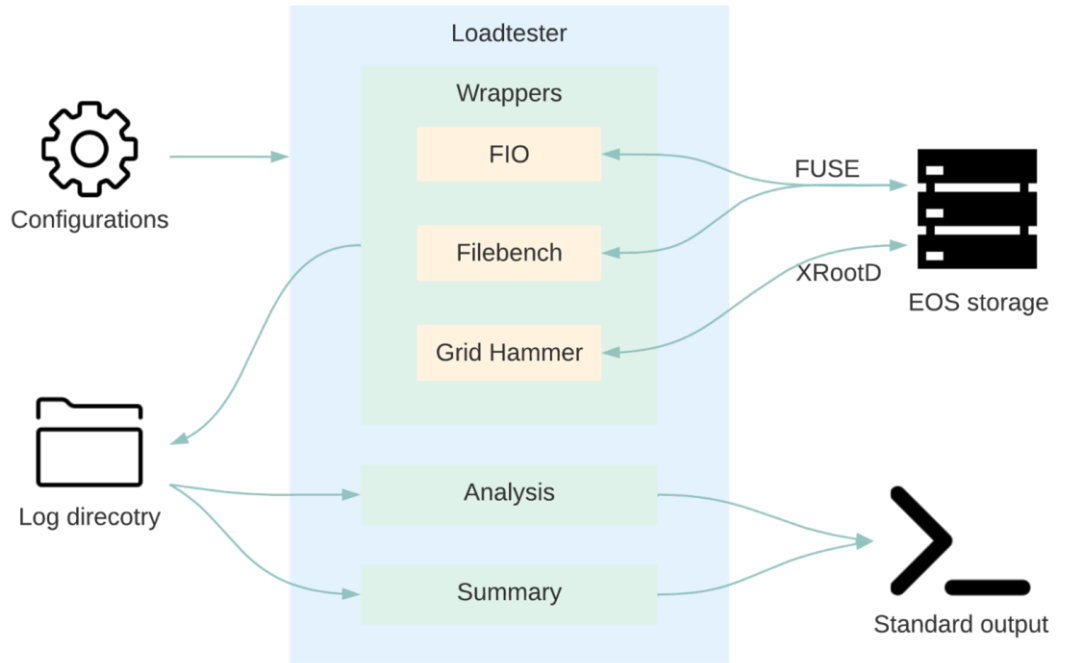 Loadtester
Wrappers
FIO
Filebench
Grid Hammer
Configurations
FUSE
XRootD
EOS storage
Log direcotry
Analysis
Summary
Standard output